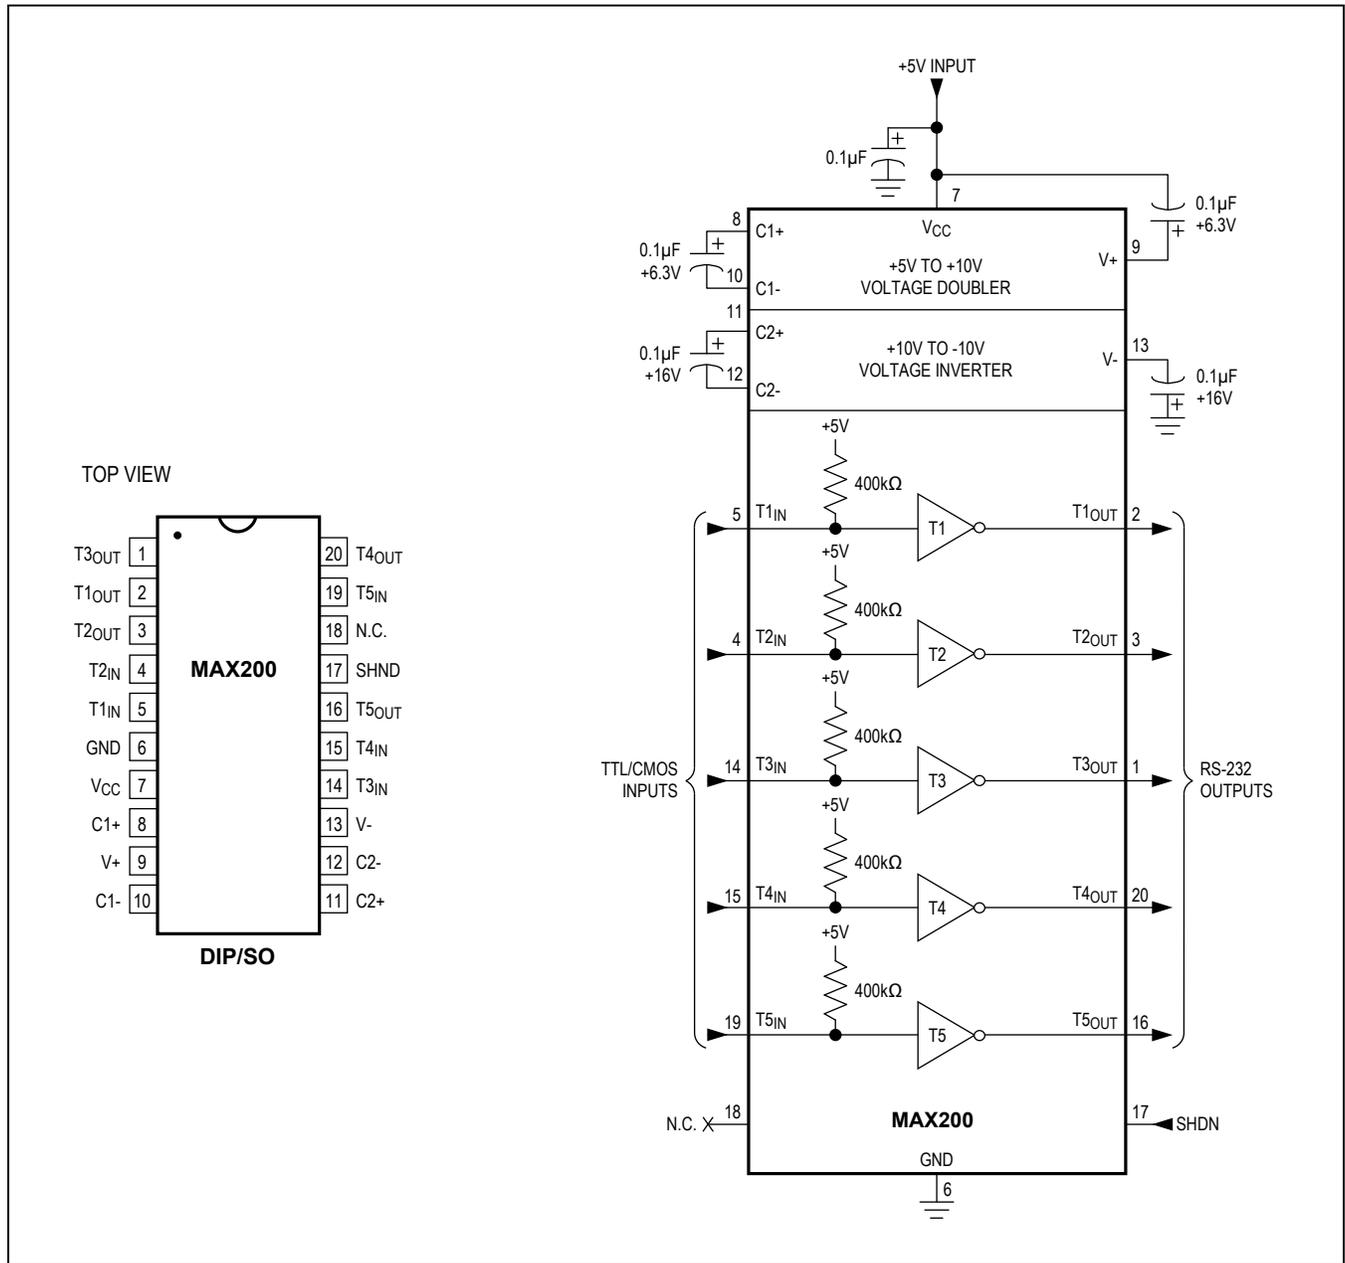 +5V INPUT
0.1µF
7
0.1µF
+6.3V
8
C1+
VCC
0.1µF
+6.3V
+5V TO +10V
VOLTAGE DOUBLER
V+
9
10
C1-
11
C2+
0.1µF
+16V
+10V TO -10V
VOLTAGE INVERTER
V-
13
12
C2-
0.1µF
+16V
TOP VIEW
T3OUT 1
T1OUT 2
T2OUT 3
T2IN 4
T1IN 5
GND 6
VCC 7
C1+ 8
V+ 9
C1- 10
MAX200
20 T4OUT
19 T5IN
18 N.C.
17 SHND
16 T5OUT
15 T4IN
14 T3IN
13 V-
12 C2-
11 C2+
DIP/SO
TTL/CMOS
INPUTS
+5V
400kΩ
5 T1IN T1 T1OUT 2
+5V
400kΩ
4 T2IN T2 T2OUT 3
+5V
400kΩ
14 T3IN T3 T3OUT 1
+5V
400kΩ
15 T4IN T4 T4OUT 20
+5V
400kΩ
19 T5IN T5 T5OUT 16
RS-232
OUTPUTS
N.C. 18
MAX200
17 SHDN
GND
6
+
+
+
+
+